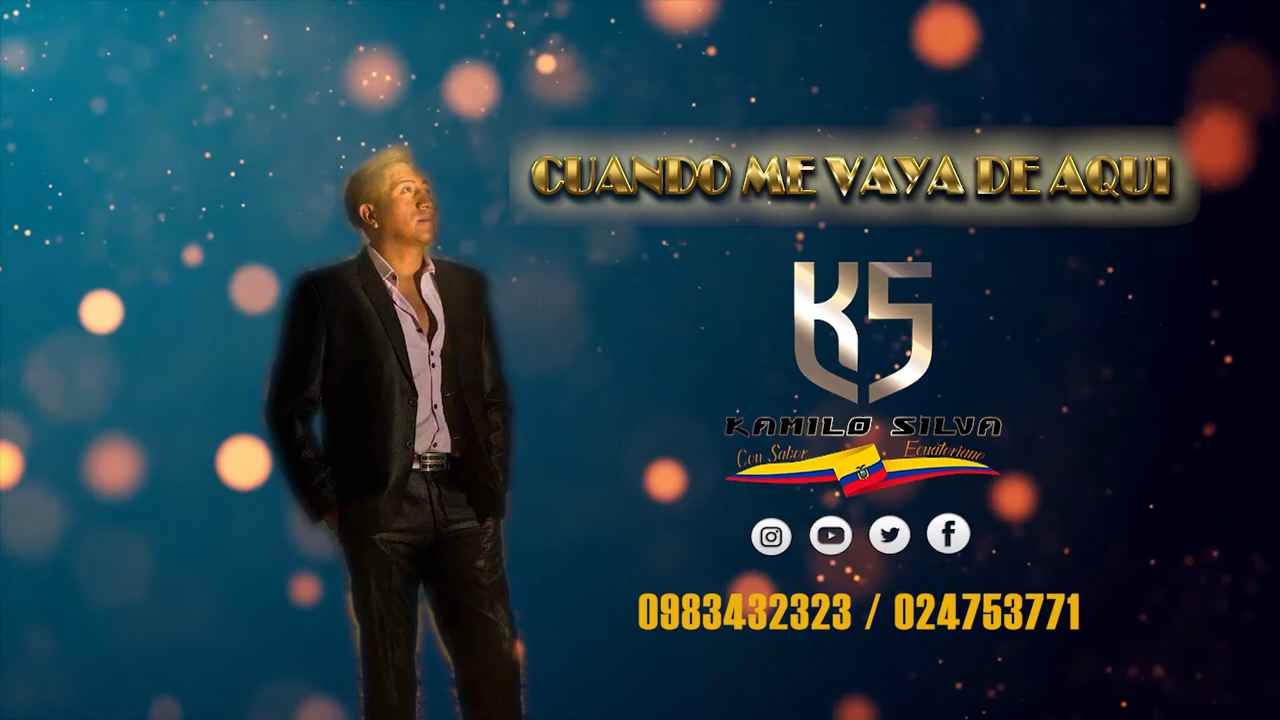 CUANDO ME VAYA DE AQUI
KS
KAMILO SILVA
Con Sabor Ecuatoriano
0983432323 / 024753771